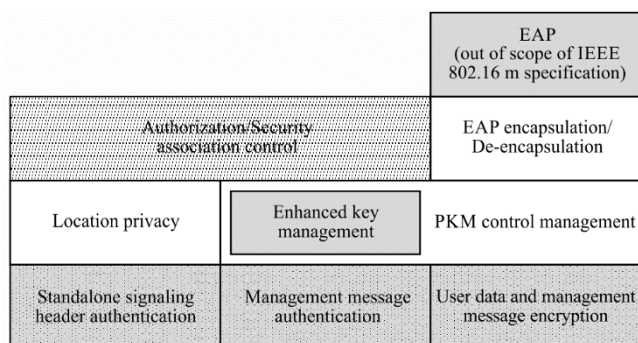 EAP
(out of scope of IEEE
802.16 m specification)
Authorization/Security
association control
EAP encapsulation/
De-encapsulation
Location privacy
Enhanced key
management
PKM control management
Standalone signaling
header authentication
Management message
authentication
User data and management
message encryption